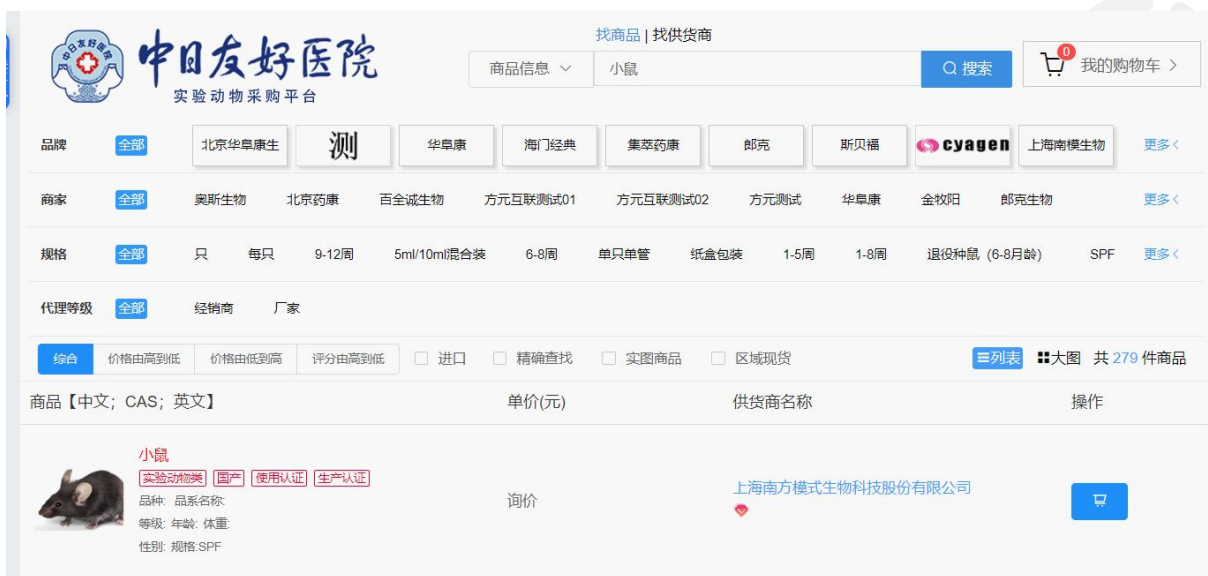 找商品 | 找供货商
中日友好医院
中日友好医院
实验动物采购平台
商品信息 小鼠 搜索 0 我的购物车 >
品牌 全部 北京华阜康生 测 华阜康 海门经典 集萃药康 郎克 斯贝福 cyagen 上海南模生物 更多
商家 全部 奥斯生物 北京药康 百全诚生物 方元互联测试01 方元互联测试02 方元测试 华阜康 金牧阳 郎克生物 更多
规格 全部 只 每只 9-12周 5ml/10ml混合装 6-8周 单只单管 纸盒包装 1-5周 1-8周 退役种鼠 (6-8月龄) SPF 更多
代理等级 全部 经销商 厂家
综合 价格由高到低 价格由低到高 评分由高到低 进口 精确查找 实图商品 区域现货 列表 大图 共 279 件商品
商品【中文; CAS; 英文】 单价(元) 供货商名称 操作
小鼠
实验动物类 国产 使用认证 生产认证
品种: 品系名称:
等级: 年龄: 体重:
性别: 规格:SPF
询价
上海南方模式生物科技股份有限公司